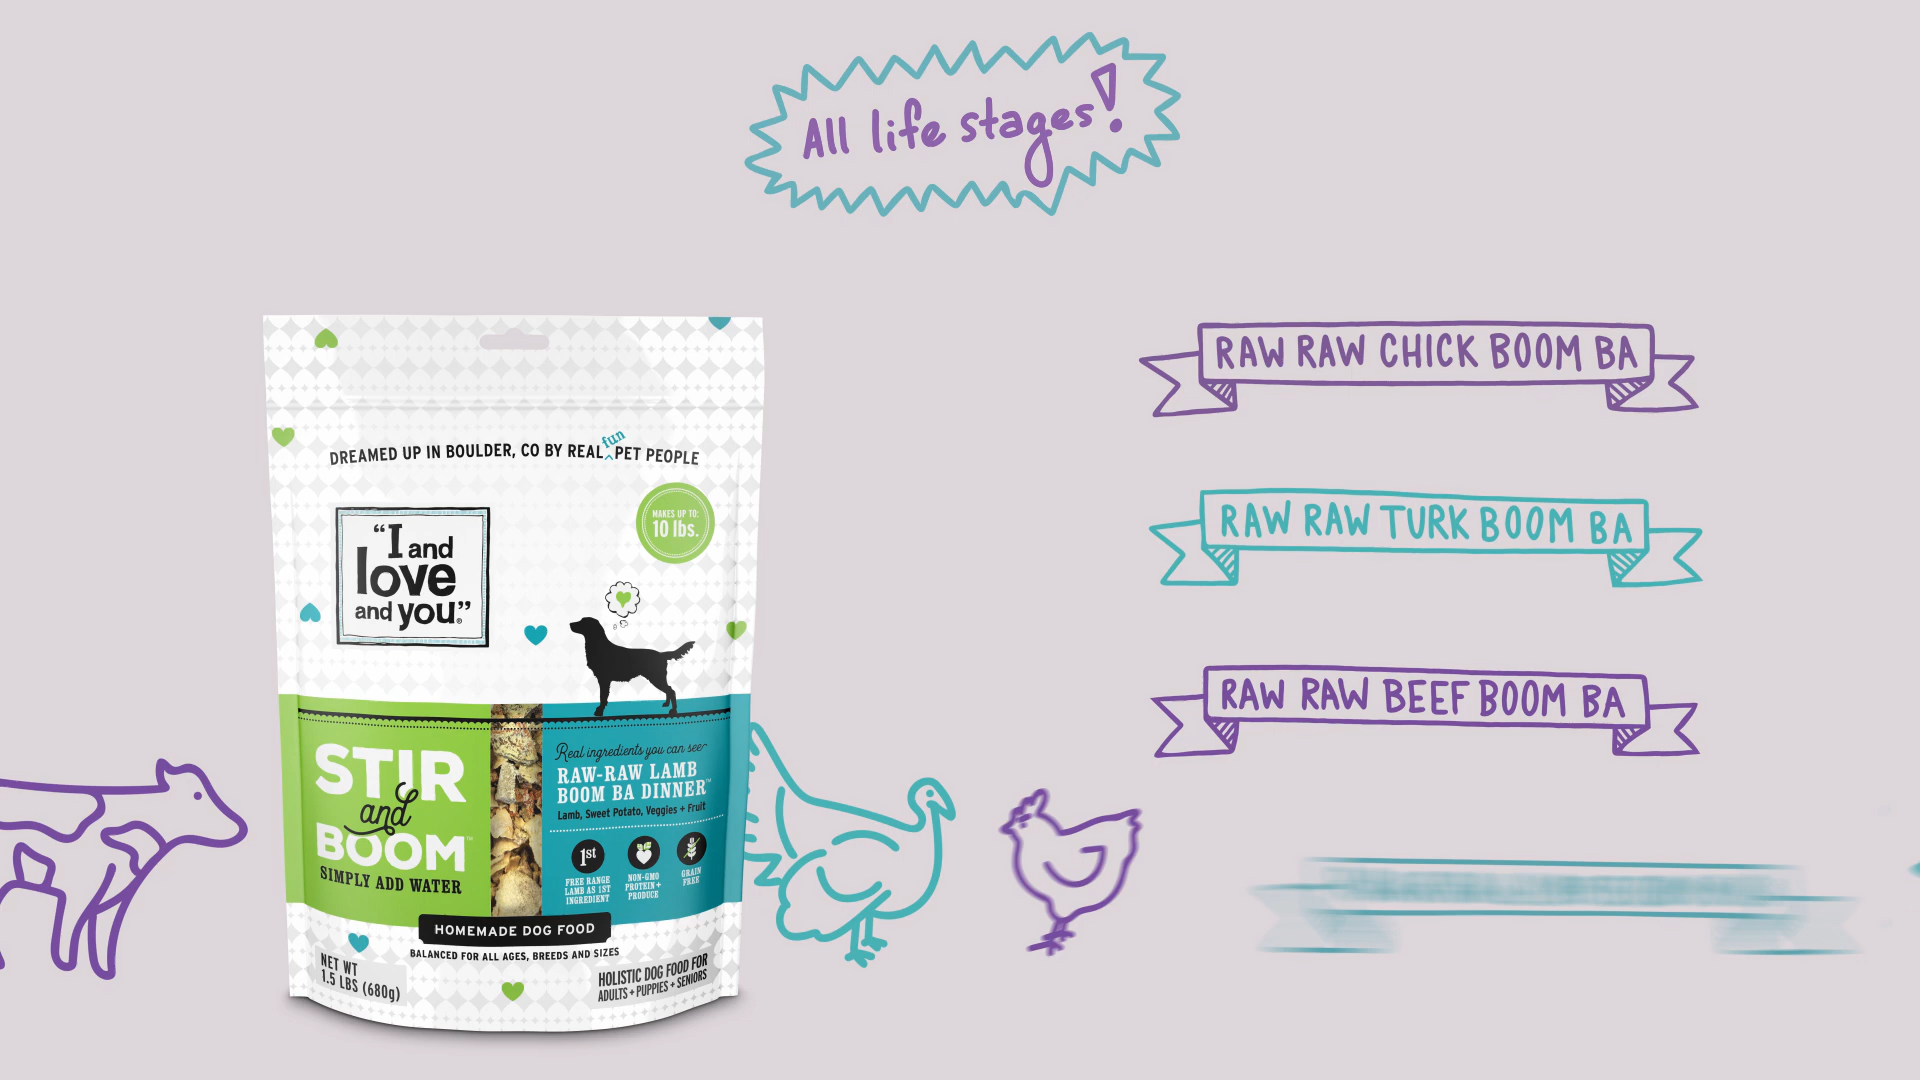 All life stages!
DREAMED UP IN BOULDER, CO BY REAL fun PET PEOPLE
MAKES UP TO:
10 lbs.
"I and
love
and you"®
STIR
and
BOOM™
SIMPLY ADD WATER
Real ingredients you can see
RAW-RAW LAMB
BOOM BA DINNER™
Lamb, Sweet Potato, Veggies + Fruit
1st
FREE RANGE
LAMB AS 1ST
INGREDIENT
NON-GMO
PROTEIN +
PRODUCE
GRAIN
FREE
HOMEMADE DOG FOOD
BALANCED FOR ALL AGES, BREEDS AND SIZES
NET WT
1.5 LBS (680g)
HOLISTIC DOG FOOD FOR
ADULTS + PUPPIES + SENIORS
RAW RAW CHICK BOOM BA
RAW RAW TURK BOOM BA
RAW RAW BEEF BOOM BA